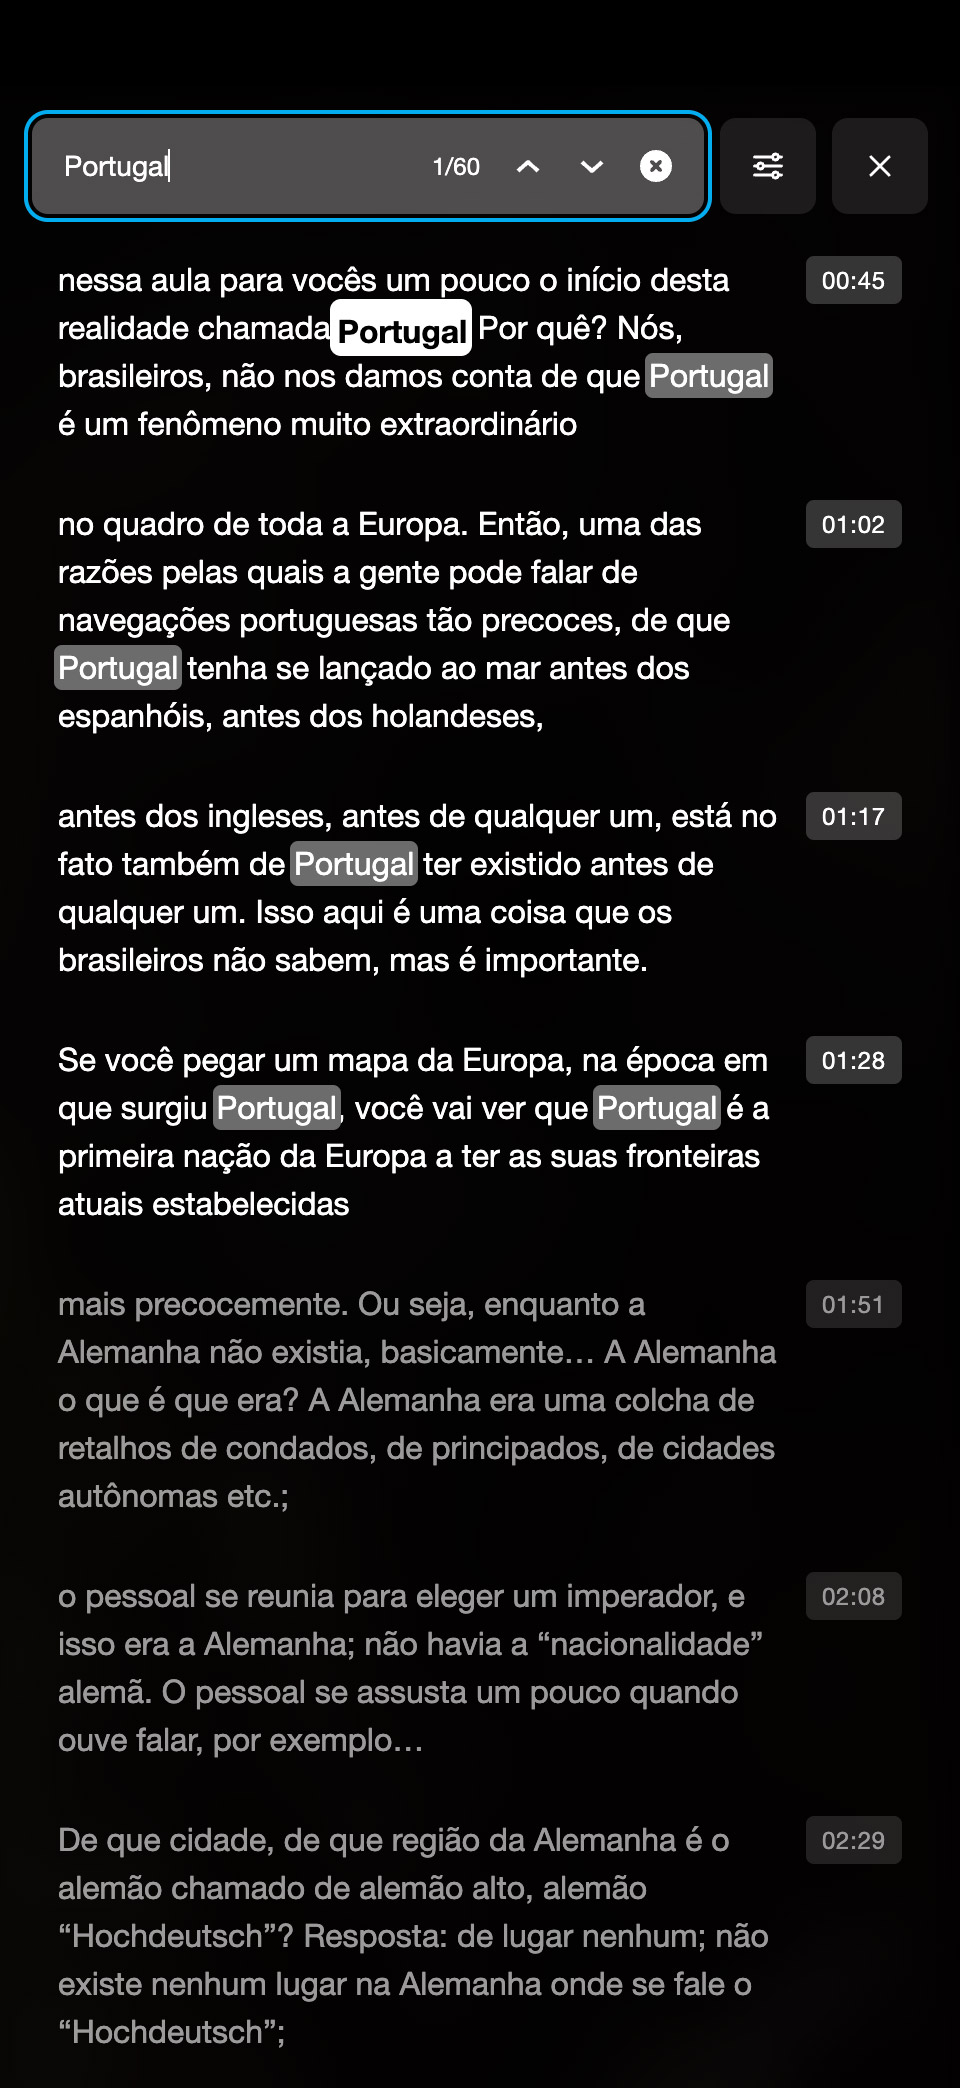 Portugal 1/60
nessa aula para vocês um pouco o início desta 00:45
realidade chamada Portugal Por quê? Nós,
brasileiros, não nos damos conta de que Portugal
é um fenômeno muito extraordinário
no quadro de toda a Europa. Então, uma das 01:02
razões pelas quais a gente pode falar de
navegações portuguesas tão precoces, de que
Portugal tenha se lançado ao mar antes dos
espanhóis, antes dos holandeses,
antes dos ingleses, antes de qualquer um, está no 01:17
fato também de Portugal ter existido antes de
qualquer um. Isso aqui é uma coisa que os
brasileiros não sabem, mas é importante.
Se você pegar um mapa da Europa, na época em 01:28
que surgiu Portugal, você vai ver que Portugal é a
primeira nação da Europa a ter as suas fronteiras
atuais estabelecidas
mais precocemente. Ou seja, enquanto a 01:51
Alemanha não existia, basicamente… A Alemanha
o que é que era? A Alemanha era uma colcha de
retalhos de condados, de principados, de cidades
autônomas etc.;
o pessoal se reunia para eleger um imperador, e 02:08
isso era a Alemanha; não havia a “nacionalidade”
alemã. O pessoal se assusta um pouco quando
ouve falar, por exemplo…
De que cidade, de que região da Alemanha é o 02:29
alemão chamado de alemão alto, alemão
“Hochdeutsch”? Resposta: de lugar nenhum; não
existe nenhum lugar na Alemanha onde se fale o
“Hochdeutsch”;